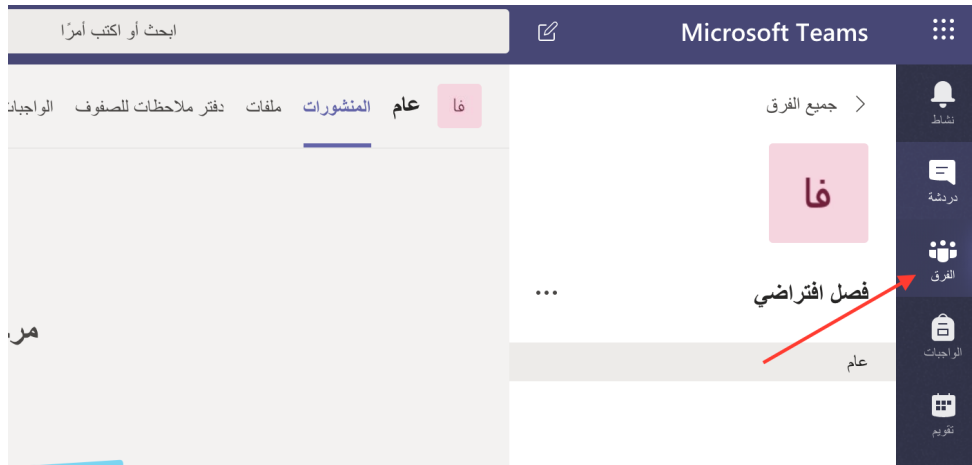 Microsoft Teams
ابحث أو اكتب أمرًا
نشاط
دردشة
الفرق
الواجبات
تقويم
جميع الفرق
فا
فصل افتراضي
عام
فا عام المنشورات ملفات دفتر ملاحظات للصفوف